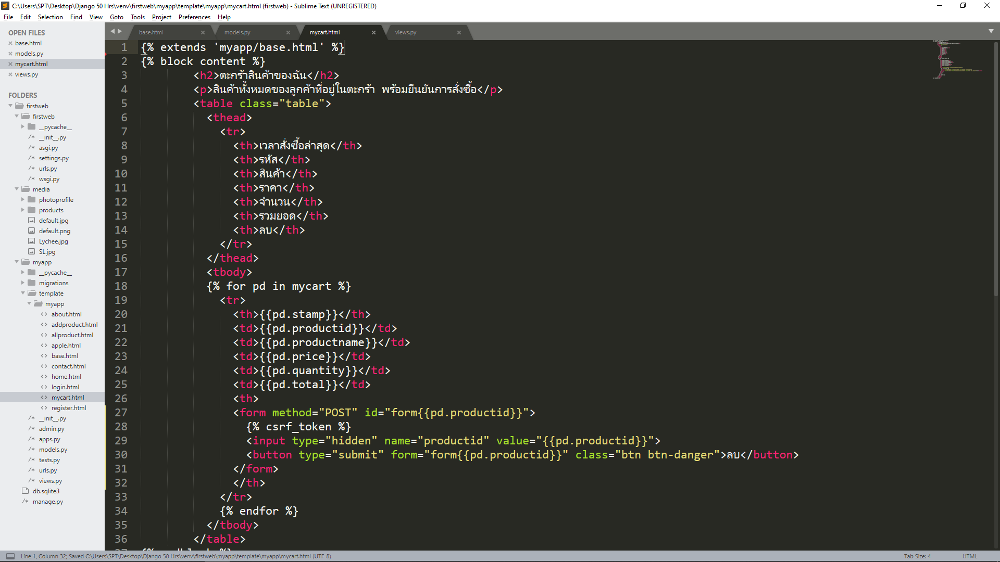 C:\Users\SPT\Desktop\Django 50 Hrs\venv\firstweb\myapp\template\myapp\mycart.html (firstweb) - Sublime Text (UNREGISTERED)
File Edit Selection Find View Goto Tools Project Preferences Help
OPEN FILES
base.html
models.py
mycart.html
views.py
FOLDERS
firstweb
firstweb
__pycache__
__init__.py
asgi.py
settings.py
urls.py
wsgi.py
media
photoprofile
products
default.jpg
default.png
Lychee.jpg
SL.jpg
myapp
__pycache__
migrations
template
myapp
about.html
addproduct.html
allproduct.html
apple.html
base.html
contact.html
home.html
login.html
mycart.html
register.html
__init__.py
admin.py
apps.py
models.py
tests.py
urls.py
views.py
db.sqlite3
manage.py
base.html models.py mycart.html views.py
1 {% extends 'myapp/base.html' %}
2 {% block content %}
3 <h2>ตะกร้าสินค้าของฉัน</h2>
4 <p>สินค้าทั้งหมดของลูกค้าที่อยู่ในตะกร้า พร้อมยืนยันการสั่งซื้อ</p>
5 <table class="table">
6 <thead>
7 <tr>
8 <th>เวลาสั่งซื้อล่าสุด</th>
9 <th>รหัส</th>
10 <th>สินค้า</th>
11 <th>ราคา</th>
12 <th>จำนวน</th>
13 <th>รวมยอด</th>
14 <th>ลบ</th>
15 </tr>
16 </thead>
17 <tbody>
18 {% for pd in mycart %}
19 <tr>
20 <th>{{pd.stamp}}</th>
21 <td>{{pd.productid}}</td>
22 <td>{{pd.productname}}</td>
23 <td>{{pd.price}}</td>
24 <td>{{pd.quantity}}</td>
25 <td>{{pd.total}}</td>
26 <th>
27 <form method="POST" id="form{{pd.productid}}">
28 {% csrf_token %}
29 <input type="hidden" name="productid" value="{{pd.productid}}">
30 <button type="submit" form="form{{pd.productid}}" class="btn btn-danger">ลบ</button>
31 </form>
32 </th>
33 </tr>
34 {% endfor %}
35 </tbody>
36 </table>
Line 1, Column 32; Saved C:\Users\SPT\Desktop\Django 50 Hrs\venv\firstweb\myapp\template\myapp\mycart.html (UTF-8) Tab Size: 4 HTML